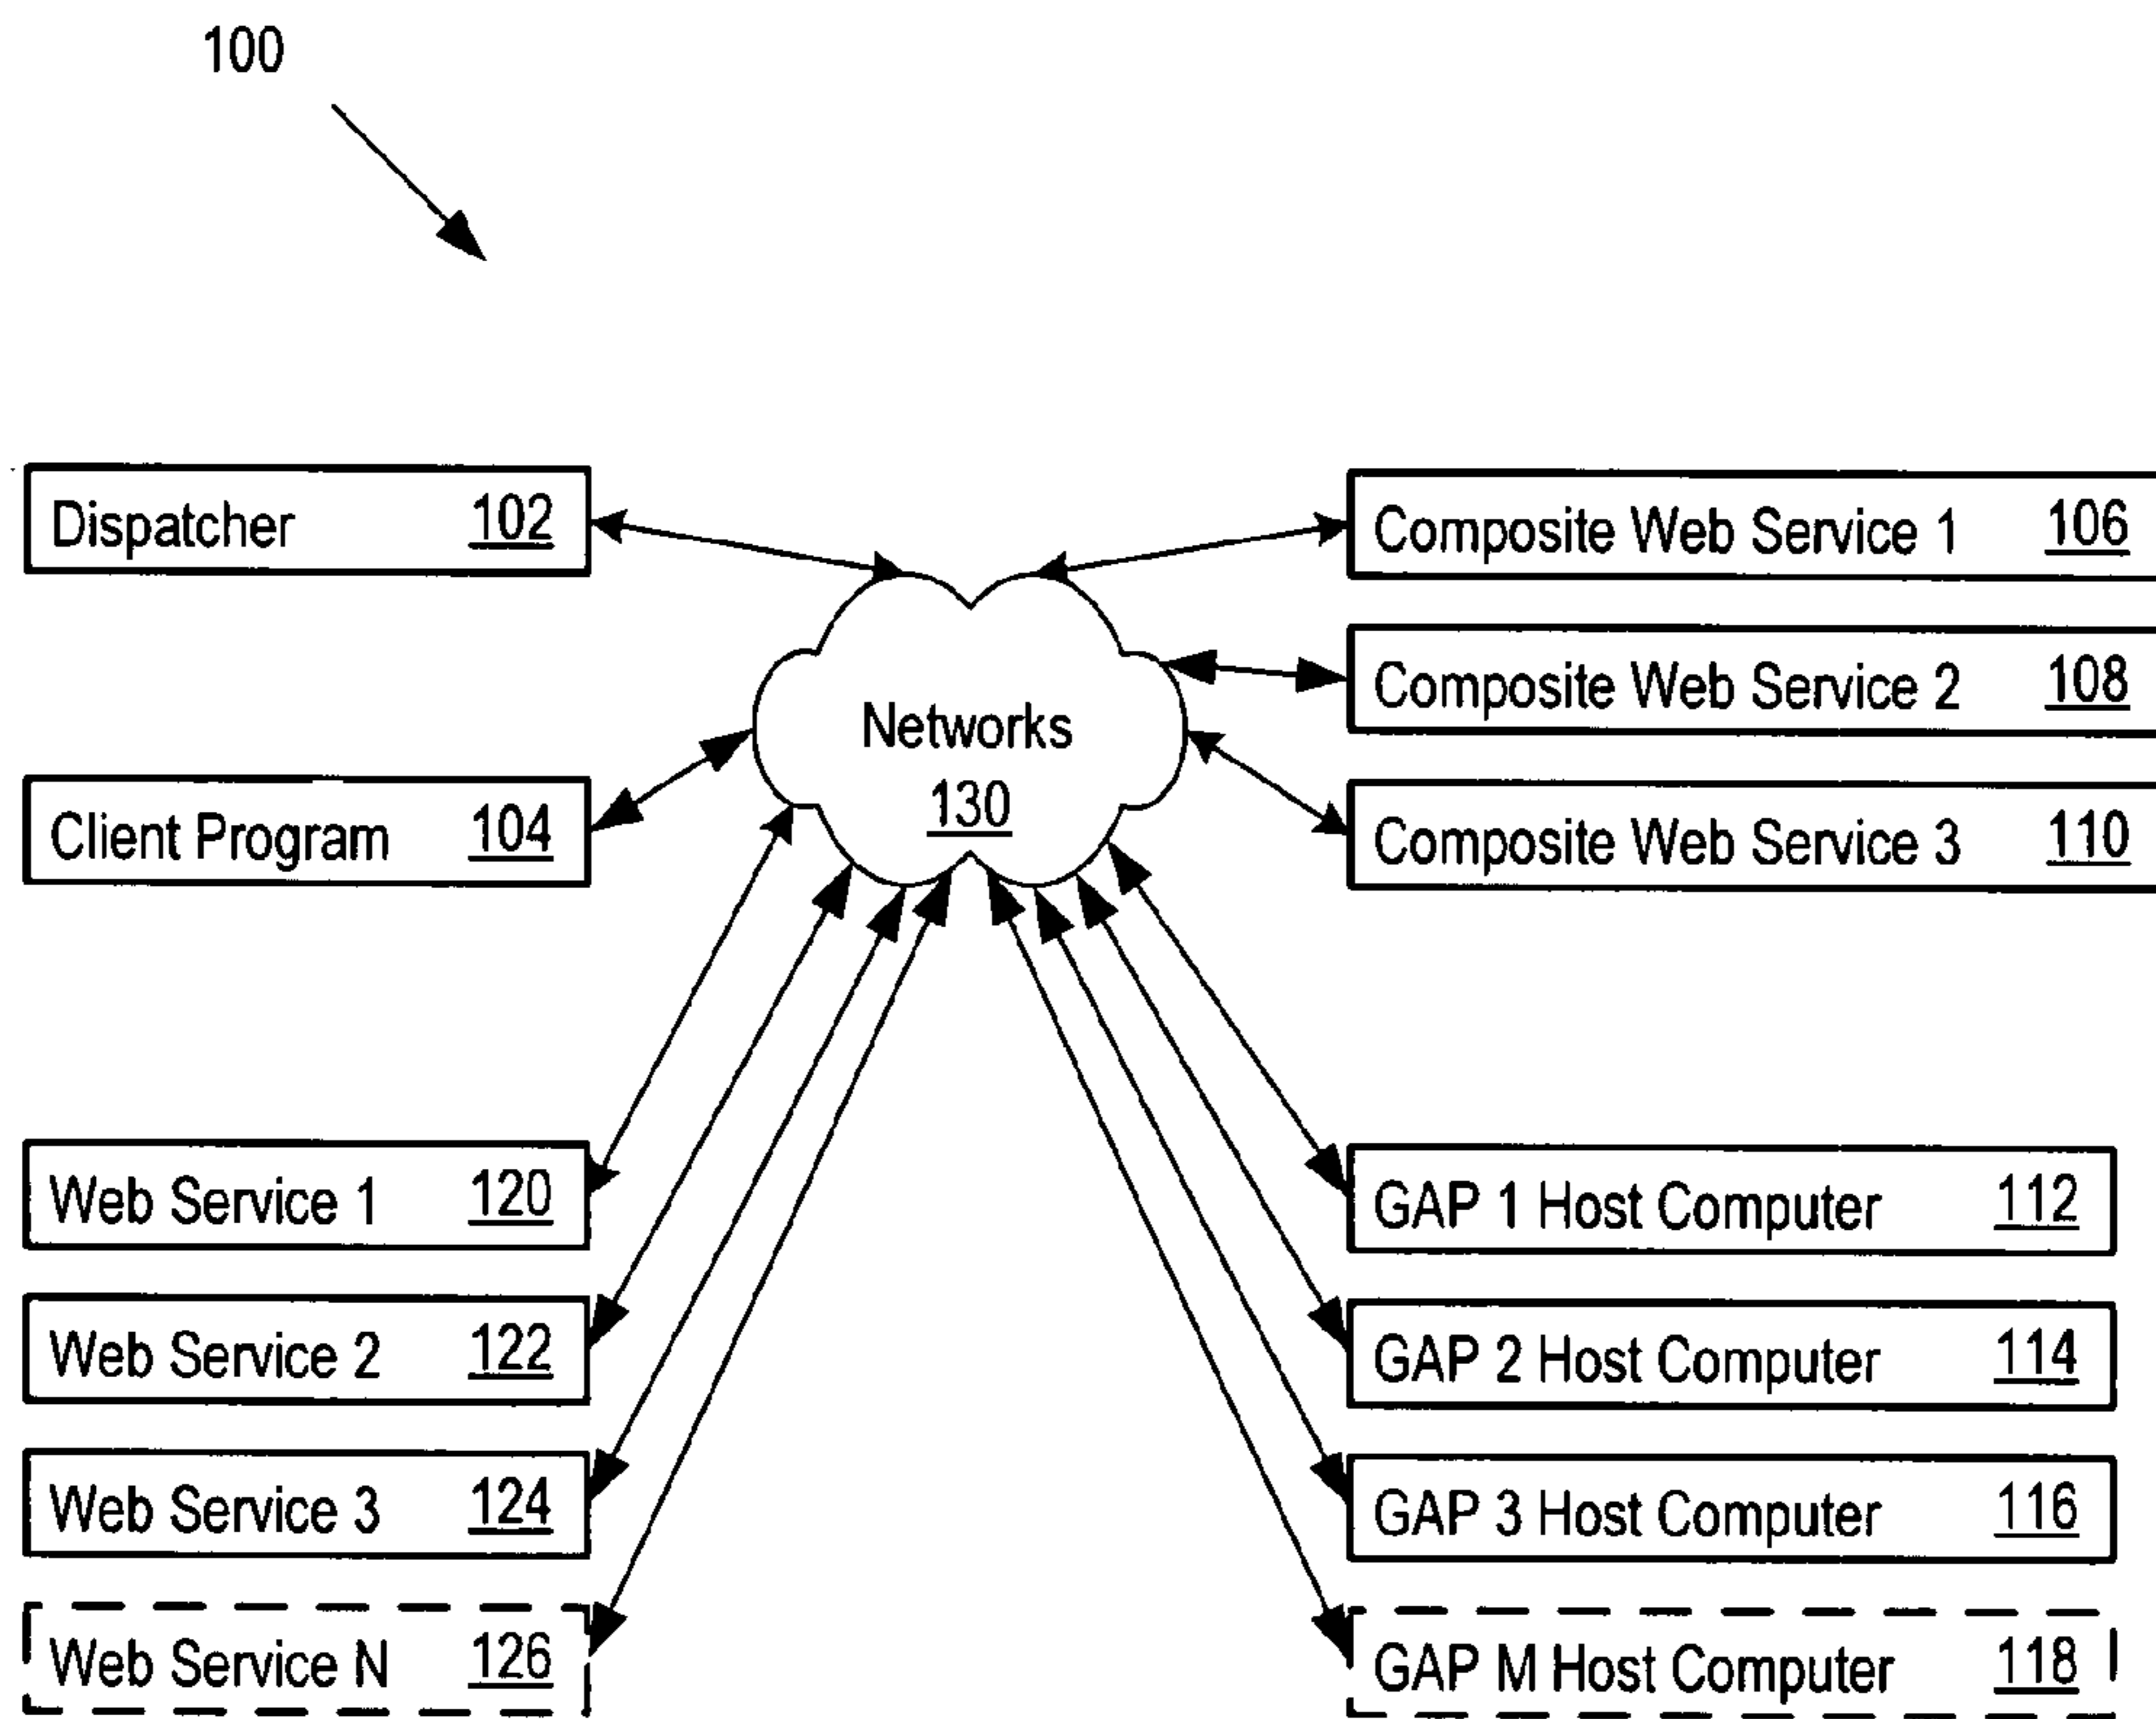 100
Dispatcher 102
Composite Web Service 1 106
Composite Web Service 2 108
Networks
130
Client Program 104
Composite Web Service 3 110
Web Service 1 120
GAP 1 Host Computer 112
Web Service 2 122
GAP 2 Host Computer 114
Web Service 3 124
GAP 3 Host Computer 116
Web Service N 126
GAP M Host Computer 118